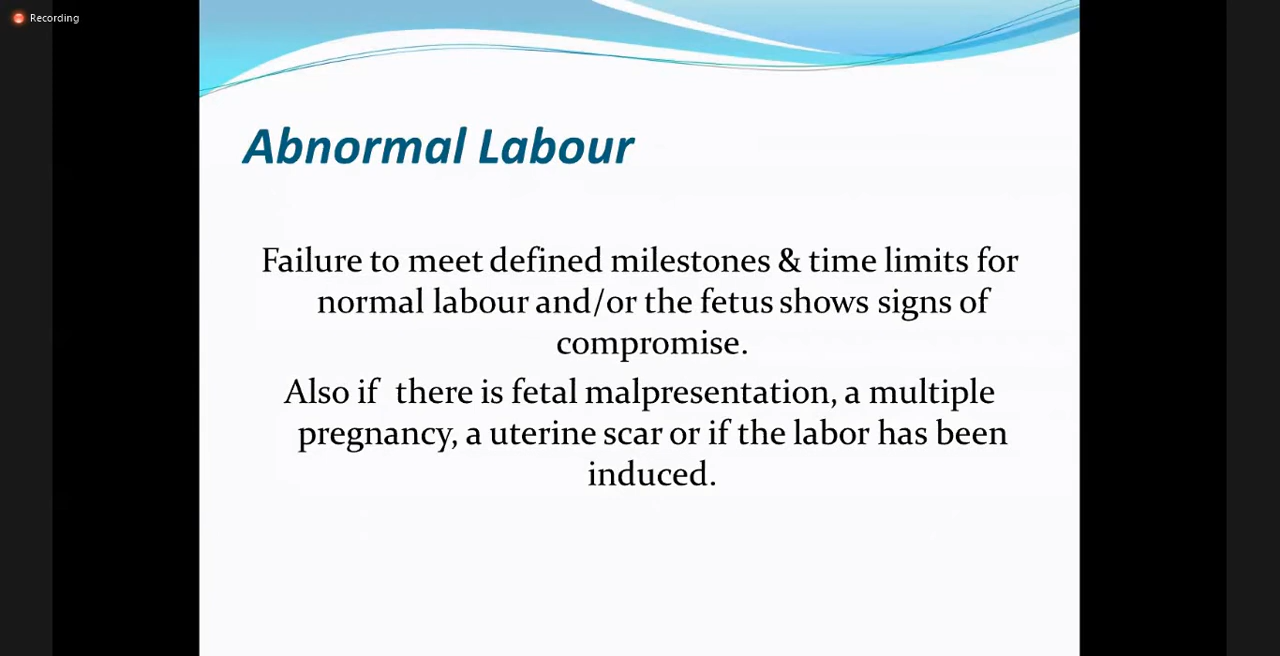 Recording
Abnormal Labour
Failure to meet defined milestones & time limits for
normal labour and/or the fetus shows signs of
compromise.
Also if there is fetal malpresentation, a multiple
pregnancy, a uterine scar or if the labor has been
induced.